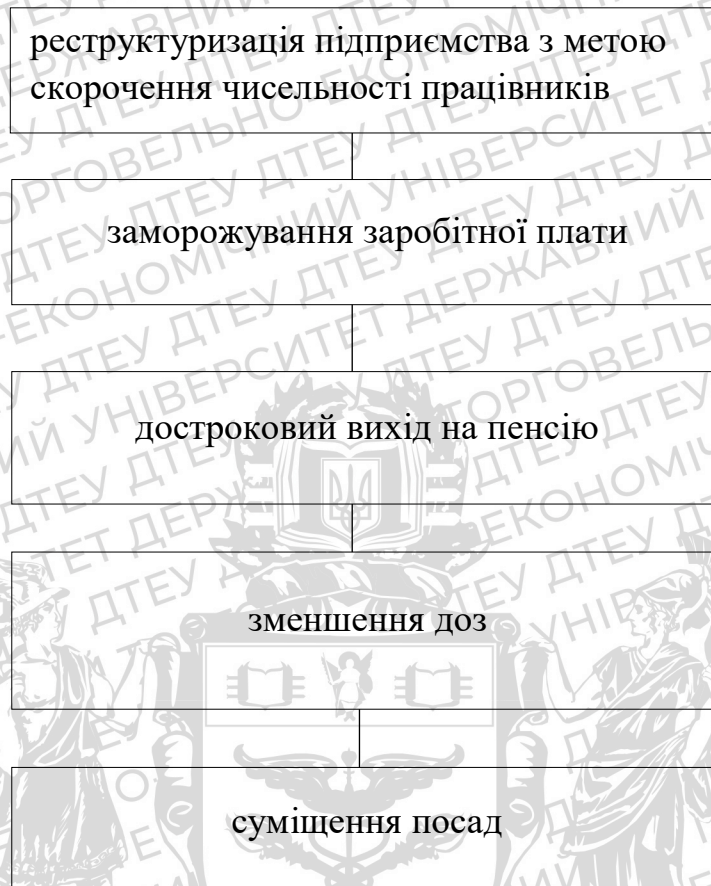 реструктуризація підприємства з метою
скорочення чисельності працівників
заморожування заробітної плати
достроковий вихід на пенсію
зменшення доз
суміщення посад